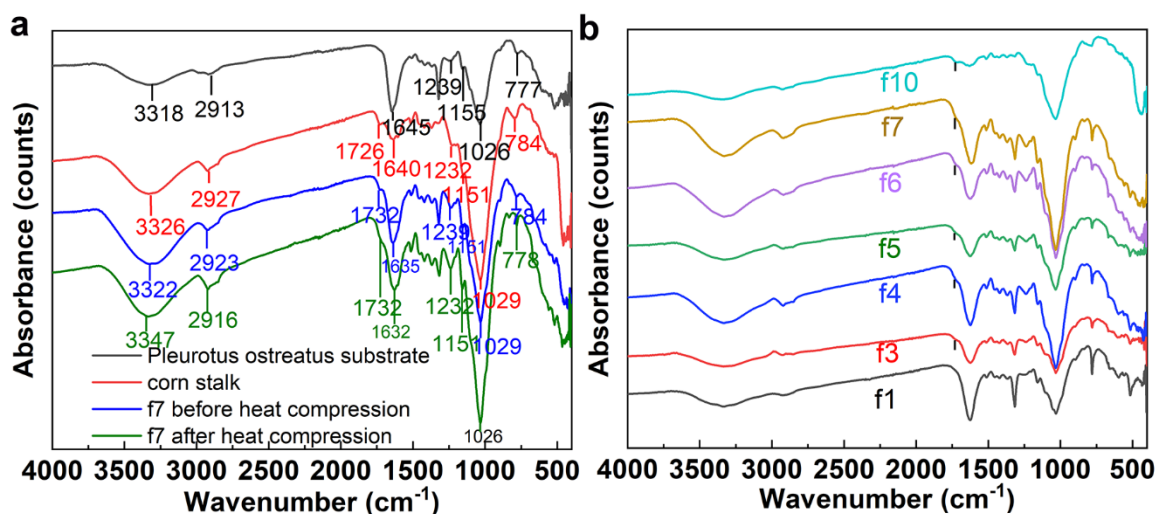 a
Absorbance (counts)
3318
2913
1645
1239
1155
1026
777
3326
2927
1726
1640
1232
1151
1029
784
3322
2923
1732
1635
1239
1151
1029
784
3347
2916
1732
1632
1232
1151
1026
778
Pleurotus ostreatus substrate
corn stalk
f7 before heat compression
f7 after heat compression
4000 3500 3000 2500 2000 1500 1000 500
Wavenumber (cm⁻¹)
b
Absorbance (counts)
f10
f7
f6
f5
f4
f3
f1
4000 3500 3000 2500 2000 1500 1000 500
Wavenumber (cm⁻¹)